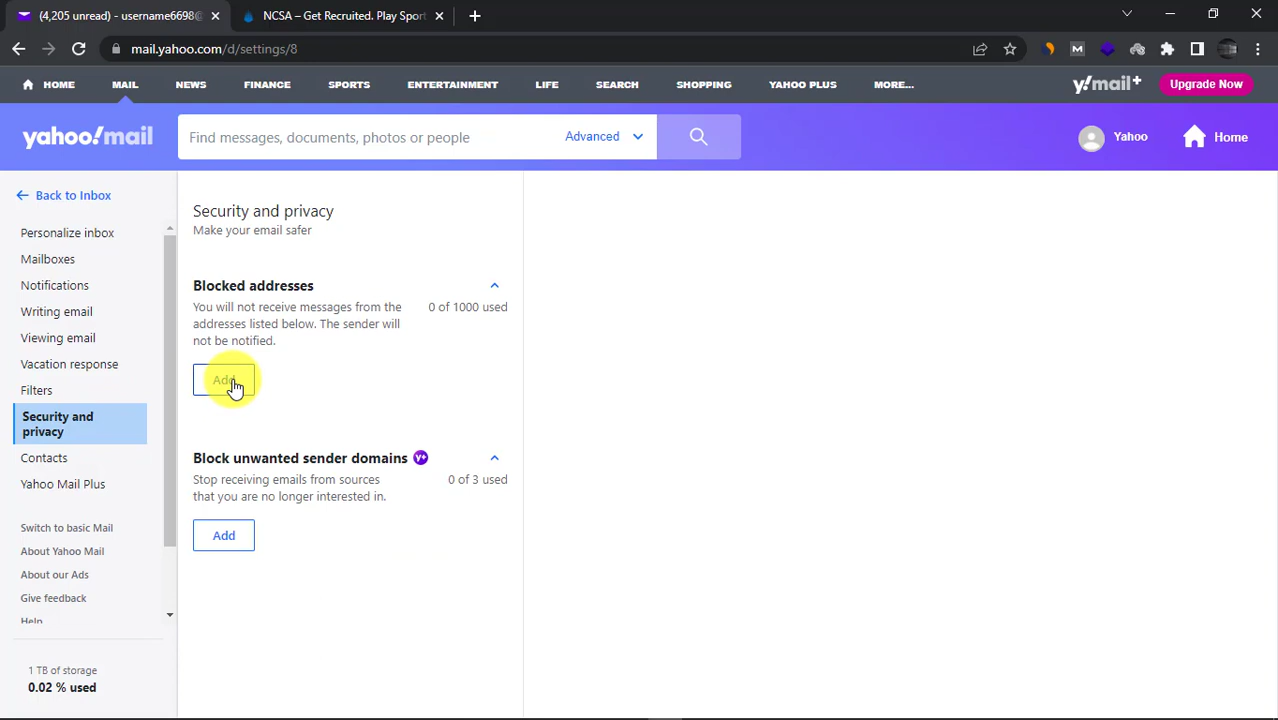 (4,205 unread) - username6698@
NCSA – Get Recruited. Play Sport
mail.yahoo.com/d/settings/8
HOME MAIL NEWS FINANCE SPORTS ENTERTAINMENT LIFE SEARCH SHOPPING YAHOO PLUS MORE... y!mail+ Upgrade Now
yahoo!mail Find messages, documents, photos or people Advanced Yahoo Home
Back to Inbox
Personalize inbox
Mailboxes
Notifications
Writing email
Viewing email
Vacation response
Filters
Security and
privacy
Contacts
Yahoo Mail Plus
Switch to basic Mail
About Yahoo Mail
About our Ads
Give feedback
Help
1 TB of storage
0.02 % used
Security and privacy
Make your email safer
Blocked addresses
You will not receive messages from the
addresses listed below. The sender will
not be notified.
0 of 1000 used
Add
Block unwanted sender domains Y+
Stop receiving emails from sources
that you are no longer interested in.
0 of 3 used
Add